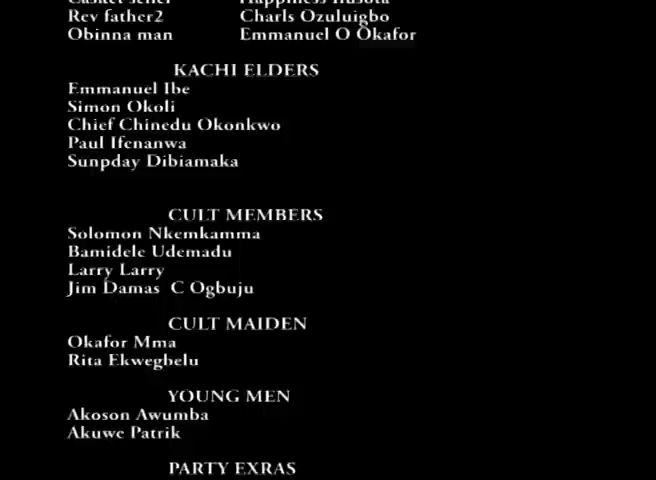 Rev father2 Charls Ozuluigbo
Obinna man Emmanuel O Okafor
KACHI ELDERS
Emmanuel Ibe
Simon Okoli
Chief Chinedu Okonkwo
Paul Ifenanwa
Sunpday Dibiamaka
CULT MEMBERS
Solomon Nkemkamma
Bamidele Udemadu
Larry Larry
Jim Damas C Ogbuju
CULT MAIDEN
Okafor Mma
Rita Ekwegbelu
YOUNG MEN
Akoson Awumba
Akuwe Patrik
PARTY EXRAS